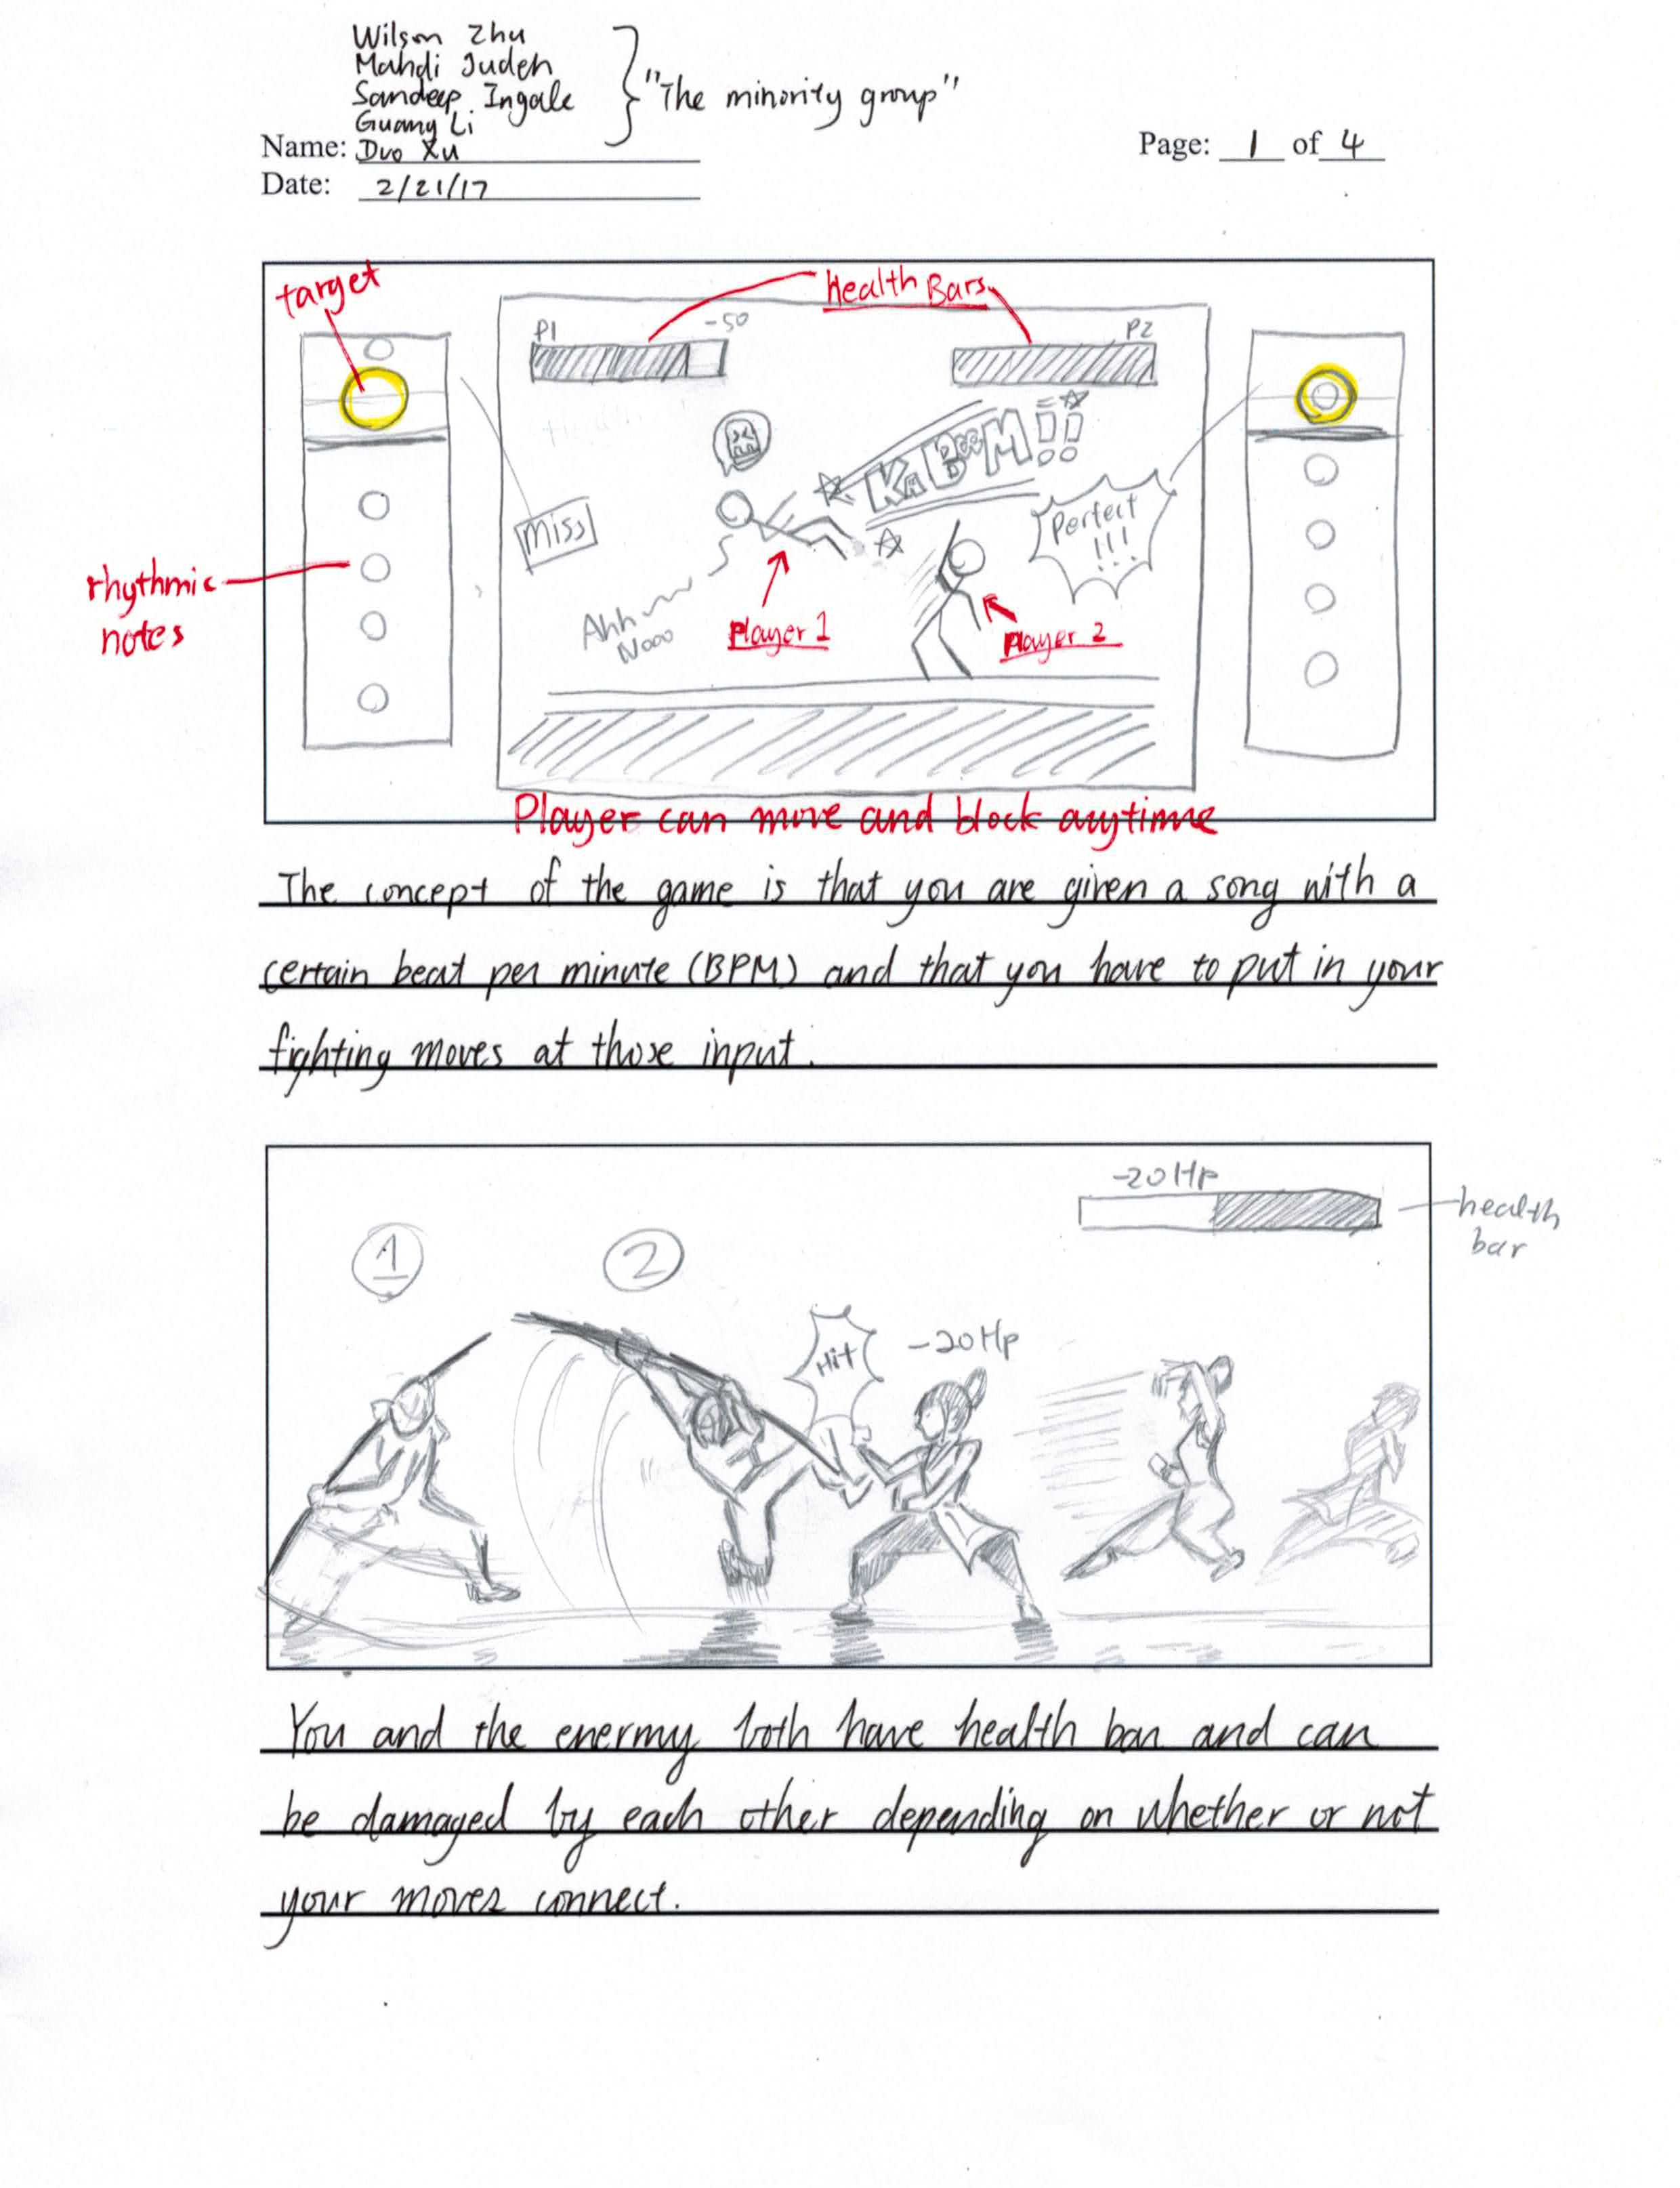 Wilson Zhu
Mahdi Judeh
Sandeep Ingale
Guang Li
"The minority group"
Name: Duo Xu
Page: 1 of 4
Date: 2/21/17
target
Health Bars
P1
-50
P2
KABOOM!!
Miss
Perfect
!!!
rhythmic
notes
Ahh
Nooo
Player 1
Player 2
Player can move and block anytime
The concept of the game is that you are given a song with a
certain beat per minute (BPM) and that you have to put in your
fighting moves at those input.
-20 HP
health
bar
1
2
Hit
-20 Hp
You and the enermy both have health bar and can
be damaged by each other depending on whether or not
your moves connect.